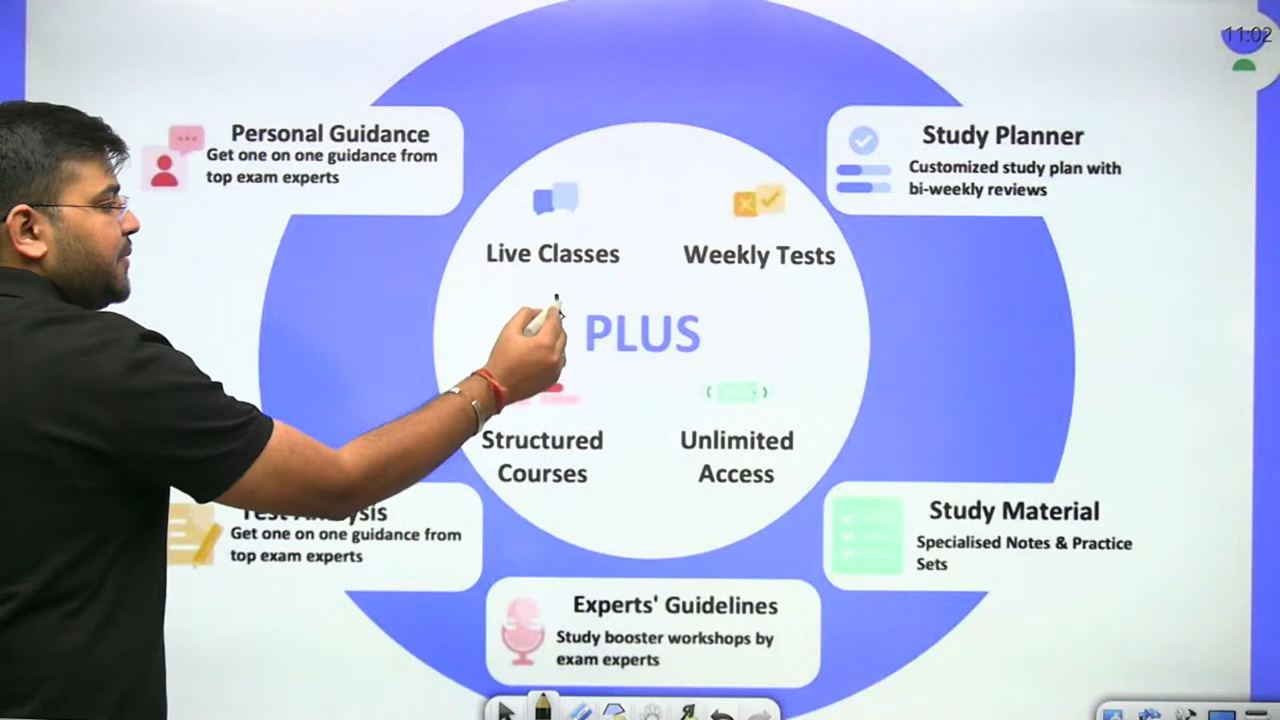 11:02
Personal Guidance
Get one on one guidance from
top exam experts
Study Planner
Customized study plan with
bi-weekly reviews
Live Classes
Weekly Tests
PLUS
Structured
Courses
Unlimited
Access
Test Analysis
Get one on one guidance from
top exam experts
Study Material
Specialised Notes & Practice
Sets
Experts' Guidelines
Study booster workshops by
exam experts